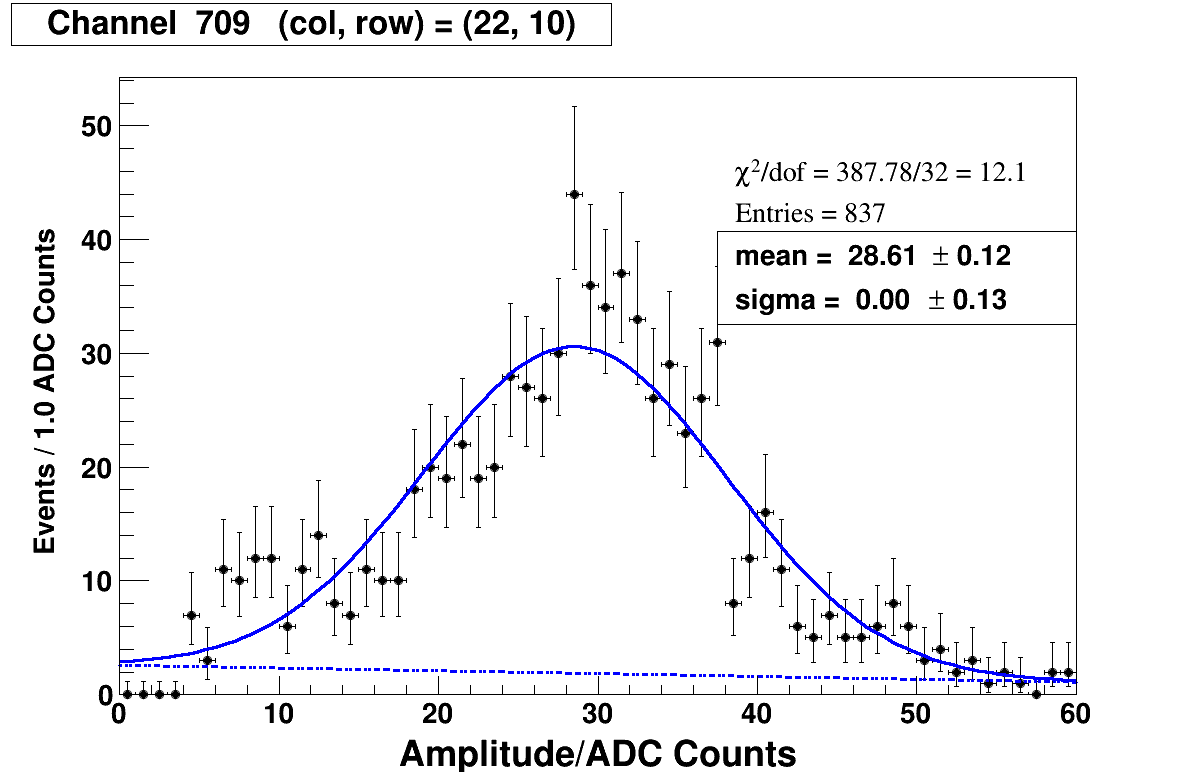 Channel 709 (col, row) = (22, 10)
χ²/dof = 387.78/32 = 12.1
Entries = 837
mean = 28.61 ± 0.12
sigma = 0.00 ± 0.13
Events / 1.0 ADC Counts
50
40
30
20
10
0
0 10 20 30 40 50 60
Amplitude/ADC Counts